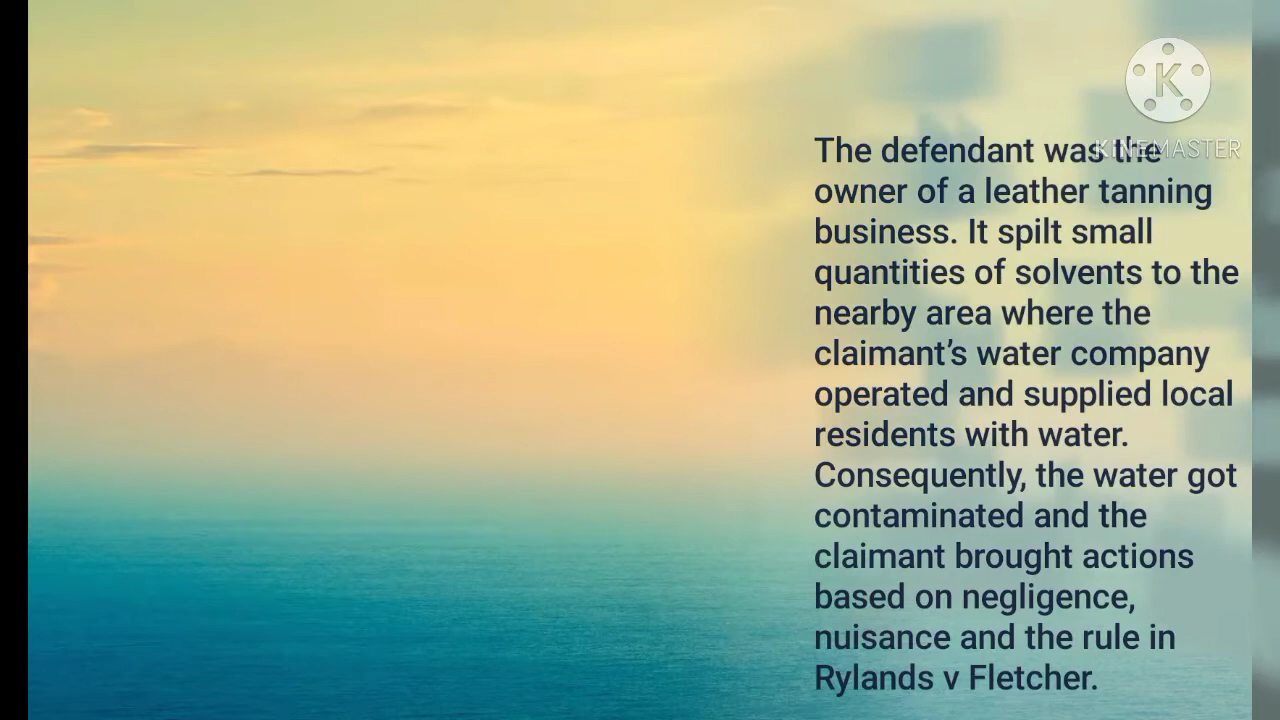 K
KINEMASTER
The defendant was the
owner of a leather tanning
business. It spilt small
quantities of solvents to the
nearby area where the
claimant’s water company
operated and supplied local
residents with water.
Consequently, the water got
contaminated and the
claimant brought actions
based on negligence,
nuisance and the rule in
Rylands v Fletcher.